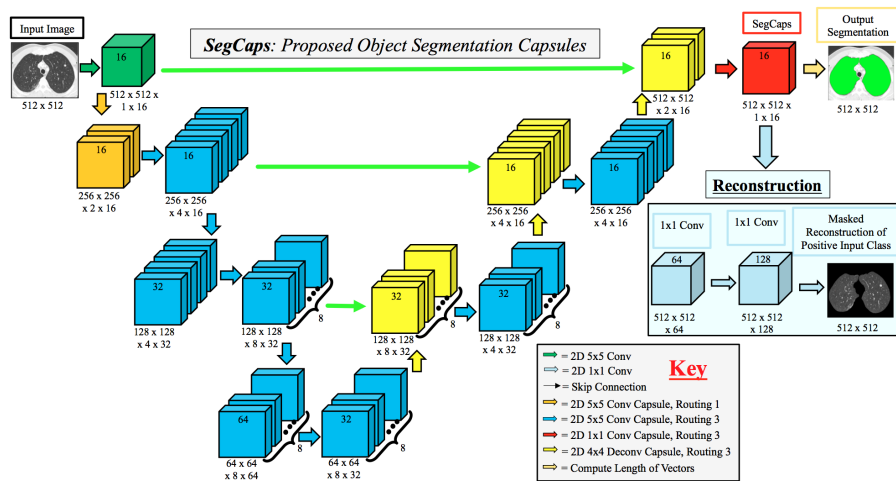 Input Image
512 x 512
16
512 x 512 x
1 x 16
SegCaps: Proposed Object Segmentation Capsules
16
512 x 512
x 2 x 16
SegCaps
16
512 x 512 x
1 x 16
Output
Segmentation
512 x 512
16
256 x 256
x 2 x 16
16
256 x 256
x 4 x 16
16
256 x 256
x 4 x 16
16
256 x 256
x 4 x 16
32
128 x 128
x 4 x 32
32
128 x 128
x 8 x 32
8
32
128 x 128
x 8 x 32
8
32
128 x 128
x 4 x 32
8
64
64 x 64
x 8 x 64
8
32
64 x 64
x 8 x 32
8
Reconstruction
1x1 Conv
64
512 x 512
x 64
1x1 Conv
128
512 x 512
x 128
Masked
Reconstruction of
Positive Input Class
512 x 512
Key
= 2D 5x5 Conv
= 2D 1x1 Conv
= Skip Connection
= 2D 5x5 Conv Capsule, Routing 1
= 2D 5x5 Conv Capsule, Routing 3
= 2D 1x1 Conv Capsule, Routing 3
= 2D 4x4 Deconv Capsule, Routing 3
= Compute Length of Vectors